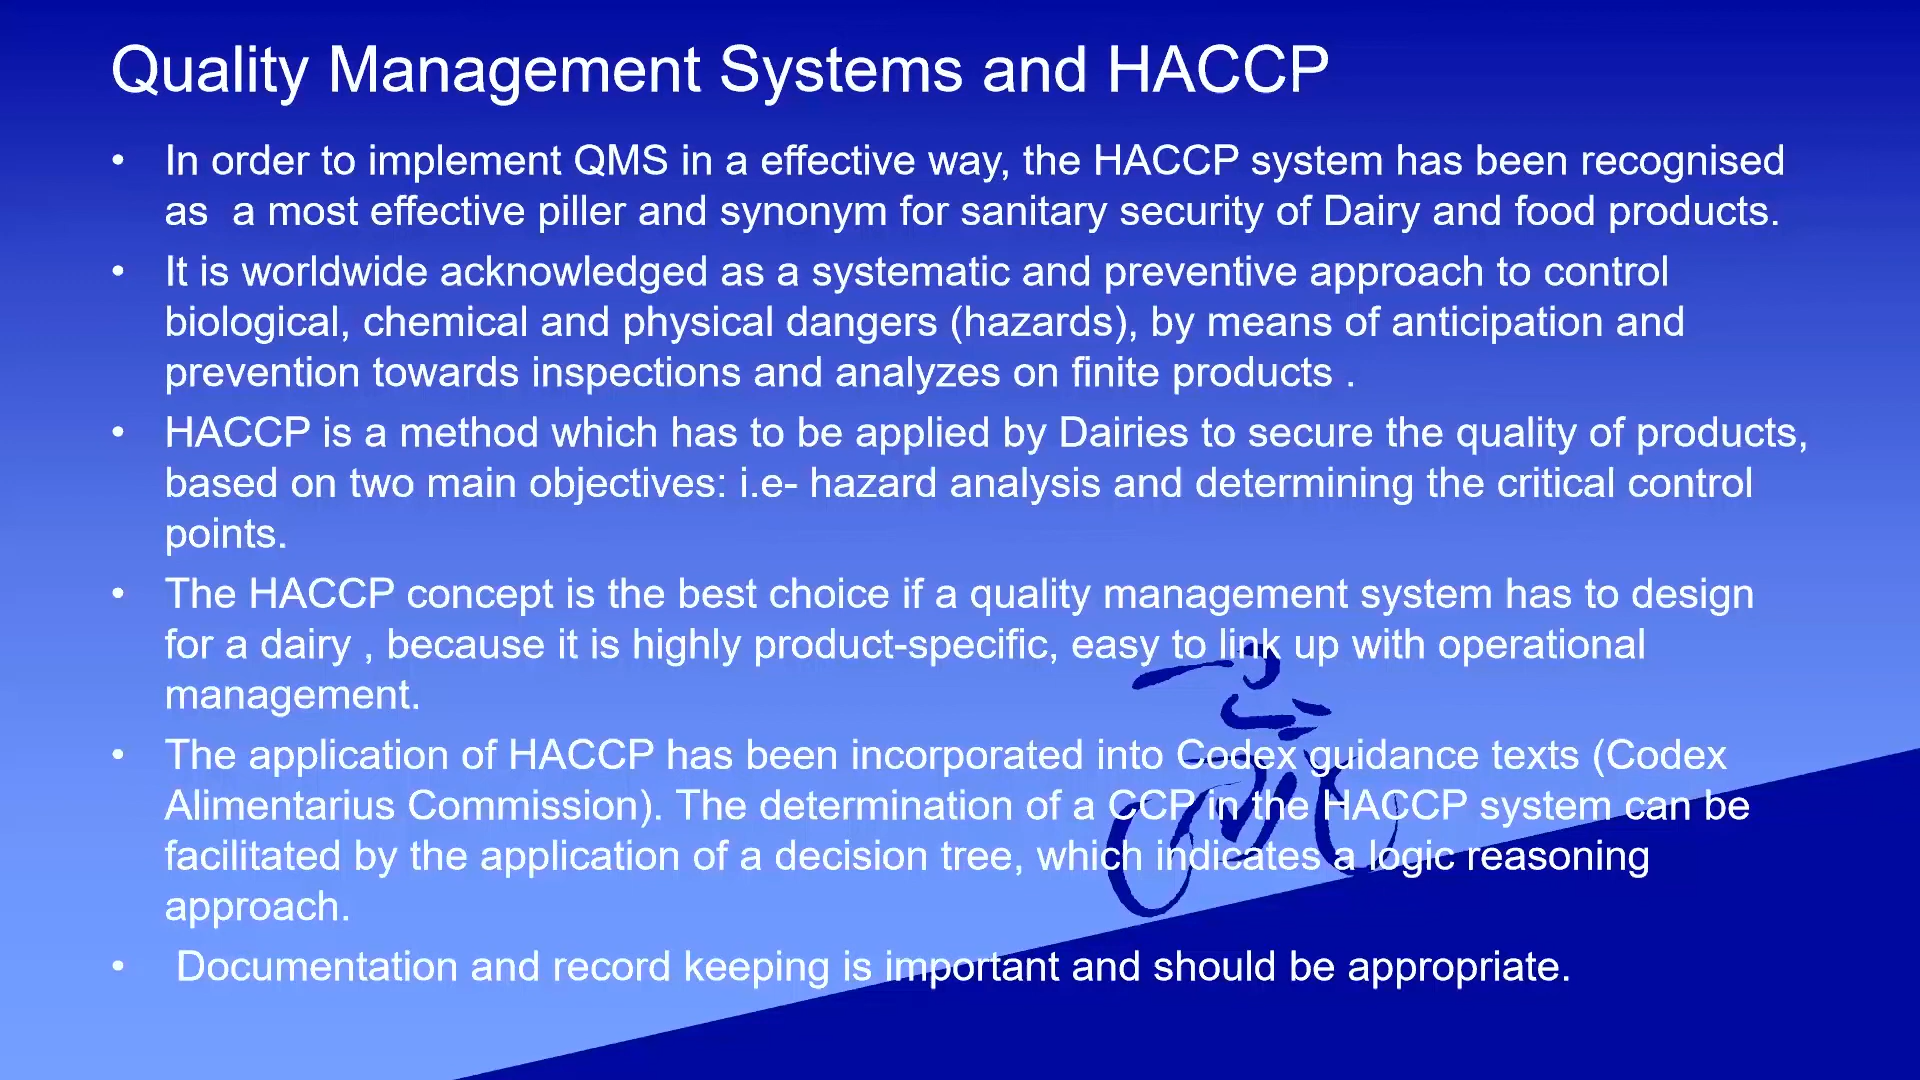 Quality Management Systems and HACCP
• In order to implement QMS in a effective way, the HACCP system has been recognised
as  a most effective piller and synonym for sanitary security of Dairy and food products.
• It is worldwide acknowledged as a systematic and preventive approach to control
biological, chemical and physical dangers (hazards), by means of anticipation and
prevention towards inspections and analyzes on finite products .
• HACCP is a method which has to be applied by Dairies to secure the quality of products,
based on two main objectives: i.e- hazard analysis and determining the critical control
points.
• The HACCP concept is the best choice if a quality management system has to design
for a dairy , because it is highly product-specific, easy to link up with operational
management.
• The application of HACCP has been incorporated into Codex guidance texts (Codex
Alimentarius Commission). The determination of a CCP in the HACCP system can be
facilitated by the application of a decision tree, which indicates a logic reasoning
approach.
• Documentation and record keeping is important and should be appropriate.